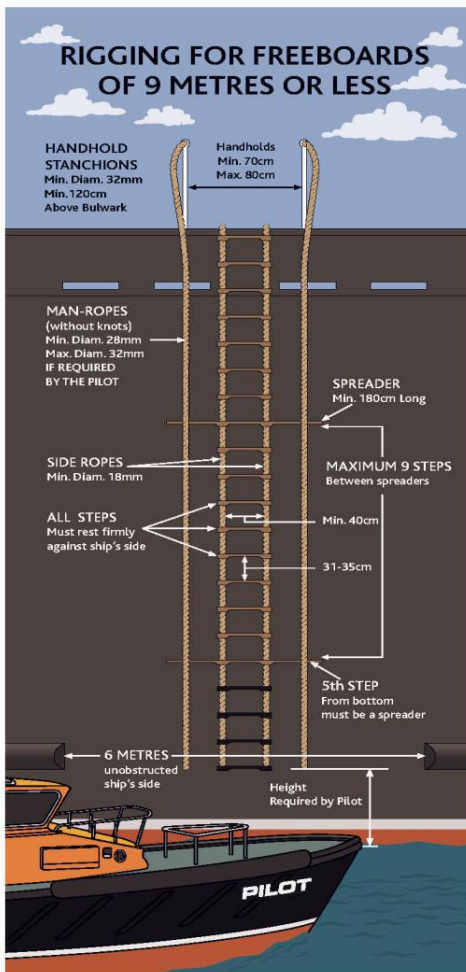 RIGGING FOR FREEBOARDS
OF 9 METRES OR LESS
HANDHOLD
STANCHIONS
Min. Diam. 32mm
Min.120cm
Above Bulwark
Handholds
Min. 70cm
Max. 80cm
MAN-ROPES
(without knots)
Min. Diam. 28mm
Max. Diam. 32mm
IF REQUIRED
BY THE PILOT
SPREADER
Min. 180cm Long
SIDE ROPES
Min. Diam. 18mm
MAXIMUM 9 STEPS
Between spreaders
ALL STEPS
Must rest firmly
against ship's side
Min. 40cm
31-35cm
5th STEP
From bottom
must be a spreader
6 METRES
unobstructed
ship's side
Height
Required by Pilot
PILOT